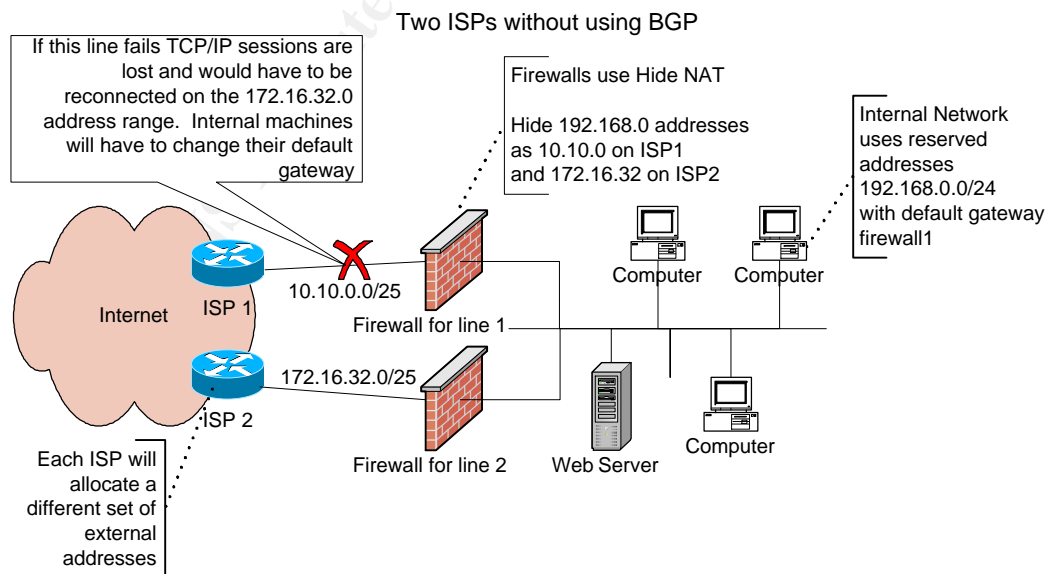 Two ISPs without using BGP
If this line fails TCP/IP sessions are
lost and would have to be
reconnected on the 172.16.32.0
address range. Internal machines
will have to change their default
gateway
Firewalls use Hide NAT
Hide 192.168.0 addresses
as 10.10.0 on ISP1
and 172.16.32 on ISP2
Internal Network
uses reserved
addresses
192.168.0.0/24
with default gateway
firewall1
Computer
Computer
10.10.0.0/25
ISP 1
Internet
Firewall for line 1
172.16.32.0/25
ISP 2
Computer
Firewall for line 2
Web Server
Each ISP will
allocate a
different set of
external
addresses